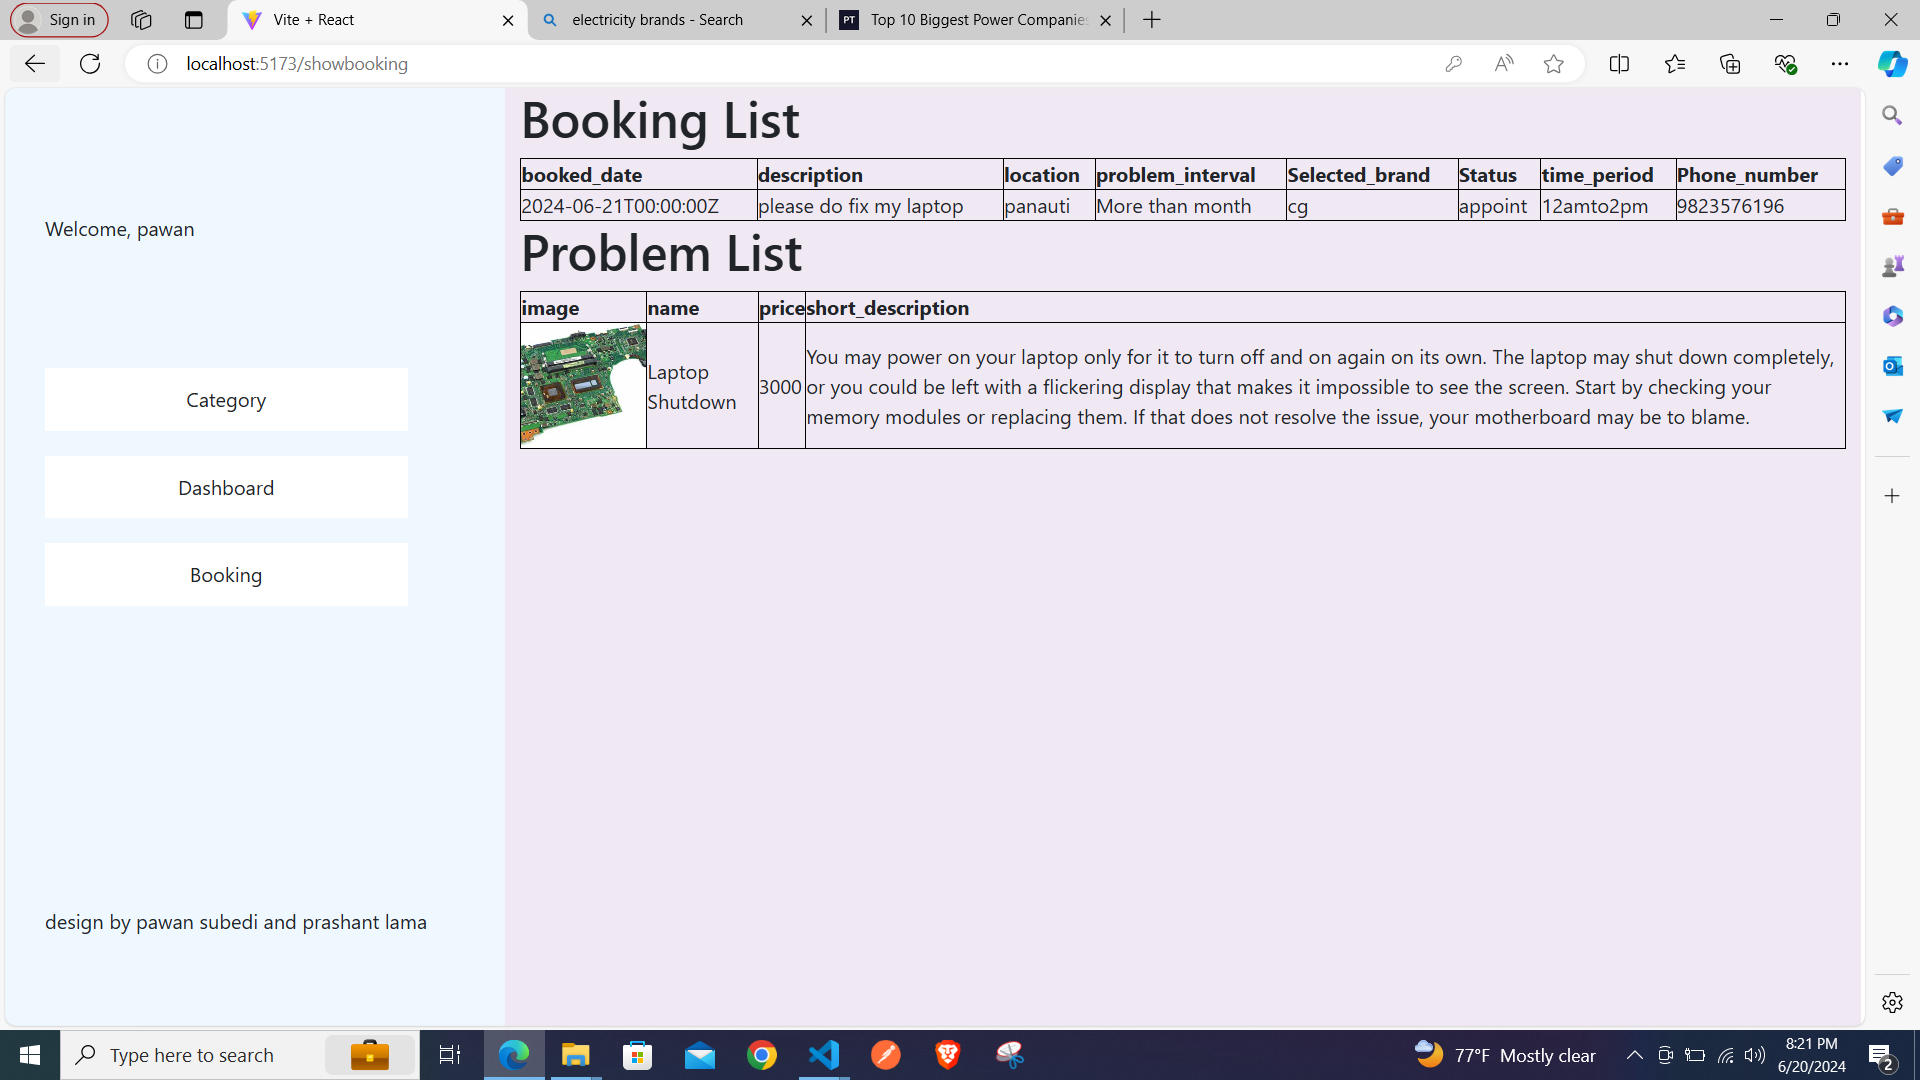 Sign in
Vite + React
electricity brands - Search
PT
Top 10 Biggest Power Companies
localhost:5173/showbooking
Welcome, pawan
Category
Dashboard
Booking
design by pawan subedi and prashant lama
Booking List
booked_date description location problem_interval Selected_brand Status time_period Phone_number
2024-06-21T00:00:00Z please do fix my laptop panauti More than month cg appoint 12amto2pm 9823576196
Problem List
image name price short_description
Laptop
Shutdown
3000
You may power on your laptop only for it to turn off and on again on its own. The laptop may shut down completely,
or you could be left with a flickering display that makes it impossible to see the screen. Start by checking your
memory modules or replacing them. If that does not resolve the issue, your motherboard may be to blame.
Type here to search
77°F Mostly clear
8:21 PM
6/20/2024
2